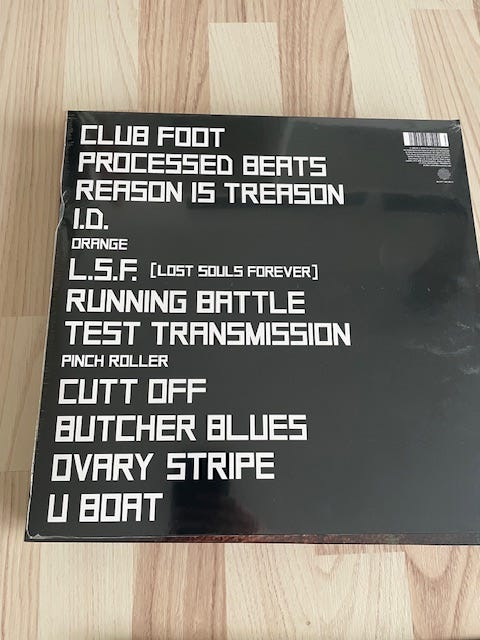 CLUB FOOT
PROCESSED BEATS
REASON IS TREASON
I.D.
ORANGE
L.S.F. [LOST SOULS FOREVER]
RUNNING BATTLE
TEST TRANSMISSION
PINCH ROLLER
CUTT OFF
BUTCHER BLUES
OVARY STRIPE
U BOAT